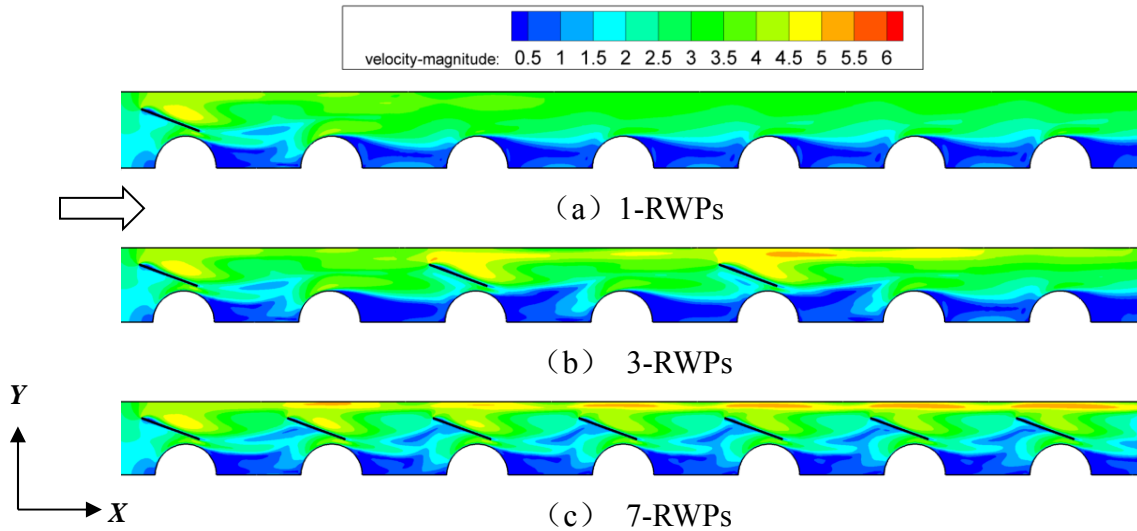 velocity-magnitude: 0.5 1 1.5 2 2.5 3 3.5 4 4.5 5 5.5 6
（a）1-RWPs
（b） 3-RWPs
Y
X
（c） 7-RWPs